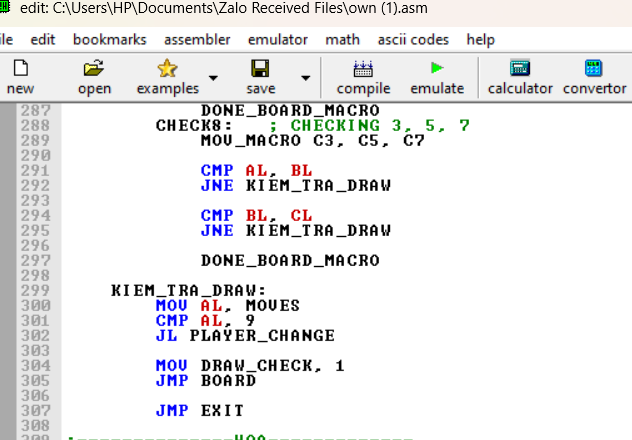 edit: C:\Users\HP\Documents\Zalo Received Files\own (1).asm
ile edit bookmarks assembler emulator math ascii codes help
new open examples save compile emulate calculator convertor
287 DONE_BOARD_MACRO
288 CHECK8: ; CHECKING 3, 5, 7
289 MOV_MACRO C3, C5, C7
290
291 CMP AL, BL
292 JNE KIEM_TRA_DRAW
293
294 CMP BL, CL
295 JNE KIEM_TRA_DRAW
296
297 DONE_BOARD_MACRO
298
299 KIEM_TRA_DRAW:
300 MOV AL, MOVES
301 CMP AL, 9
302 JL PLAYER_CHANGE
303
304 MOV DRAW_CHECK, 1
305 JMP BOARD
306
307 JMP EXIT
308